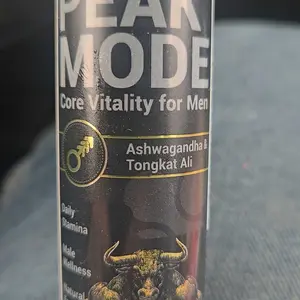 PEAK
MODE
Core Vitality for Men
Ashwagandha &
Tongkat Ali
Daily
Stamina
Male
Wellness
Natural